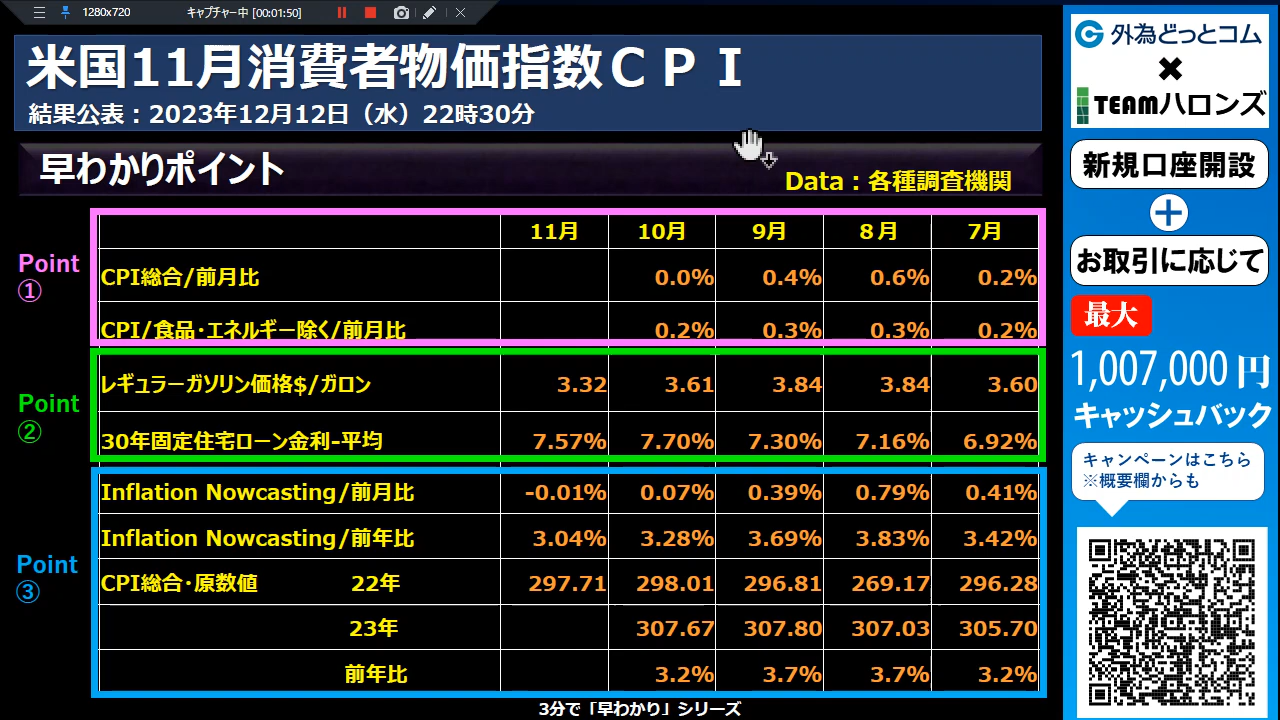 1280x720 キャプチャー中 [00:01:50]
米国11月消費者物価指数ＣＰＩ
結果公表：2023年12月12日（水）22時30分
早わかりポイント
Data：各種調査機関
Point ①
11月 10月 9月 ８月 7月
CPI総合/前月比 0.0% 0.4% 0.6% 0.2%
CPI/食品・エネルギー除く/前月比 0.2% 0.3% 0.3% 0.2%
Point ②
レギュラーガソリン価格$/ガロン 3.32 3.61 3.84 3.84 3.60
30年固定住宅ローン金利-平均 7.57% 7.70% 7.30% 7.16% 6.92%
Point ③
Inflation Nowcasting/前月比 -0.01% 0.07% 0.39% 0.79% 0.41%
Inflation Nowcasting/前年比 3.04% 3.28% 3.69% 3.83% 3.42%
CPI総合・原数値 22年 297.71 298.01 296.81 269.17 296.28
23年 307.67 307.80 307.03 305.70
前年比 3.2% 3.7% 3.7% 3.2%
3分で「早わかり」シリーズ
外為どっとコム
✖
TEAMハロンズ
新規口座開設
+
お取引に応じて
最大
1,007,000 円
キャッシュバック
キャンペーンはこちら
※概要欄からも